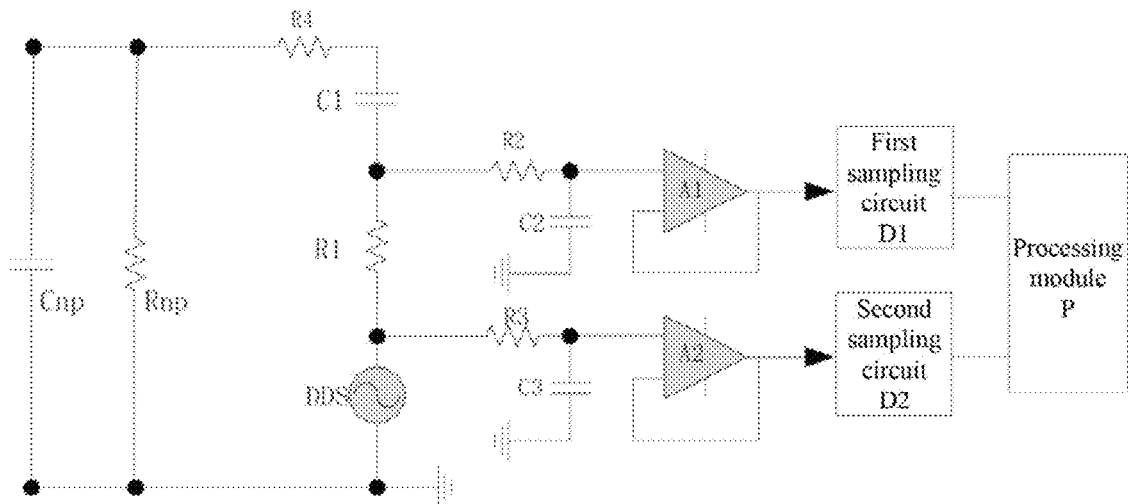 R4
C1
R2
First
sampling
circuit
D1
A1
C2
R1
Processing
module
P
Cnp
Rnp
R3
Second
sampling
circuit
D2
A2
C3
DDS